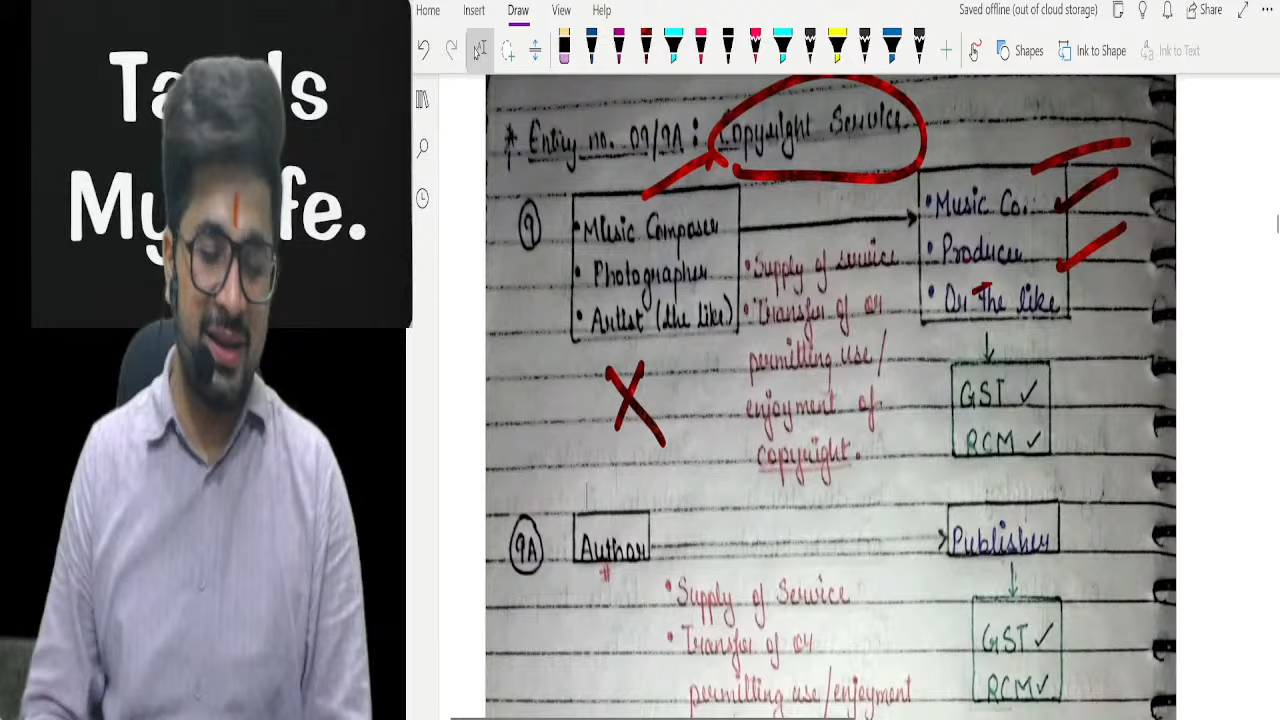 Home Insert Draw View Help
Saved offline (out of cloud storage)
Share
Shapes
Ink to Shape
Ink to Text
My
fe.
* Entry no. 09/9A: Copyright Service
9
• Music Composer
• Photographer
• Artist (the like)
• Supply of service
• Transfer of or
permitting use/
enjoyment of
copyright.
• Music Co.
• Producer
• Or The like
GST ✓
RCM ✓
9A
Author
#
Publisher
• Supply of Service
• Transfer of or
permitting use/enjoyment
GST ✓
RCM ✓